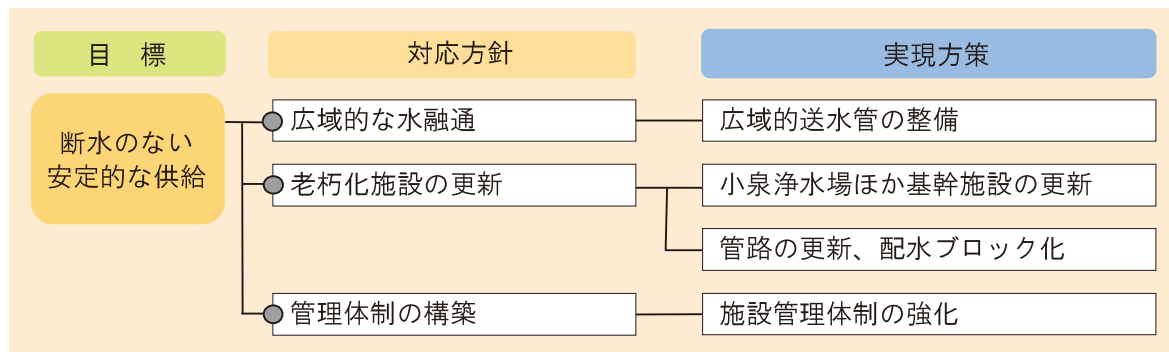 目　標
対応方針
実現方策
断水のない
安定的な供給
広域的な水融通
広域的送水管の整備
老朽化施設の更新
小泉浄水場ほか基幹施設の更新
管路の更新、配水ブロック化
管理体制の構築
施設管理体制の強化